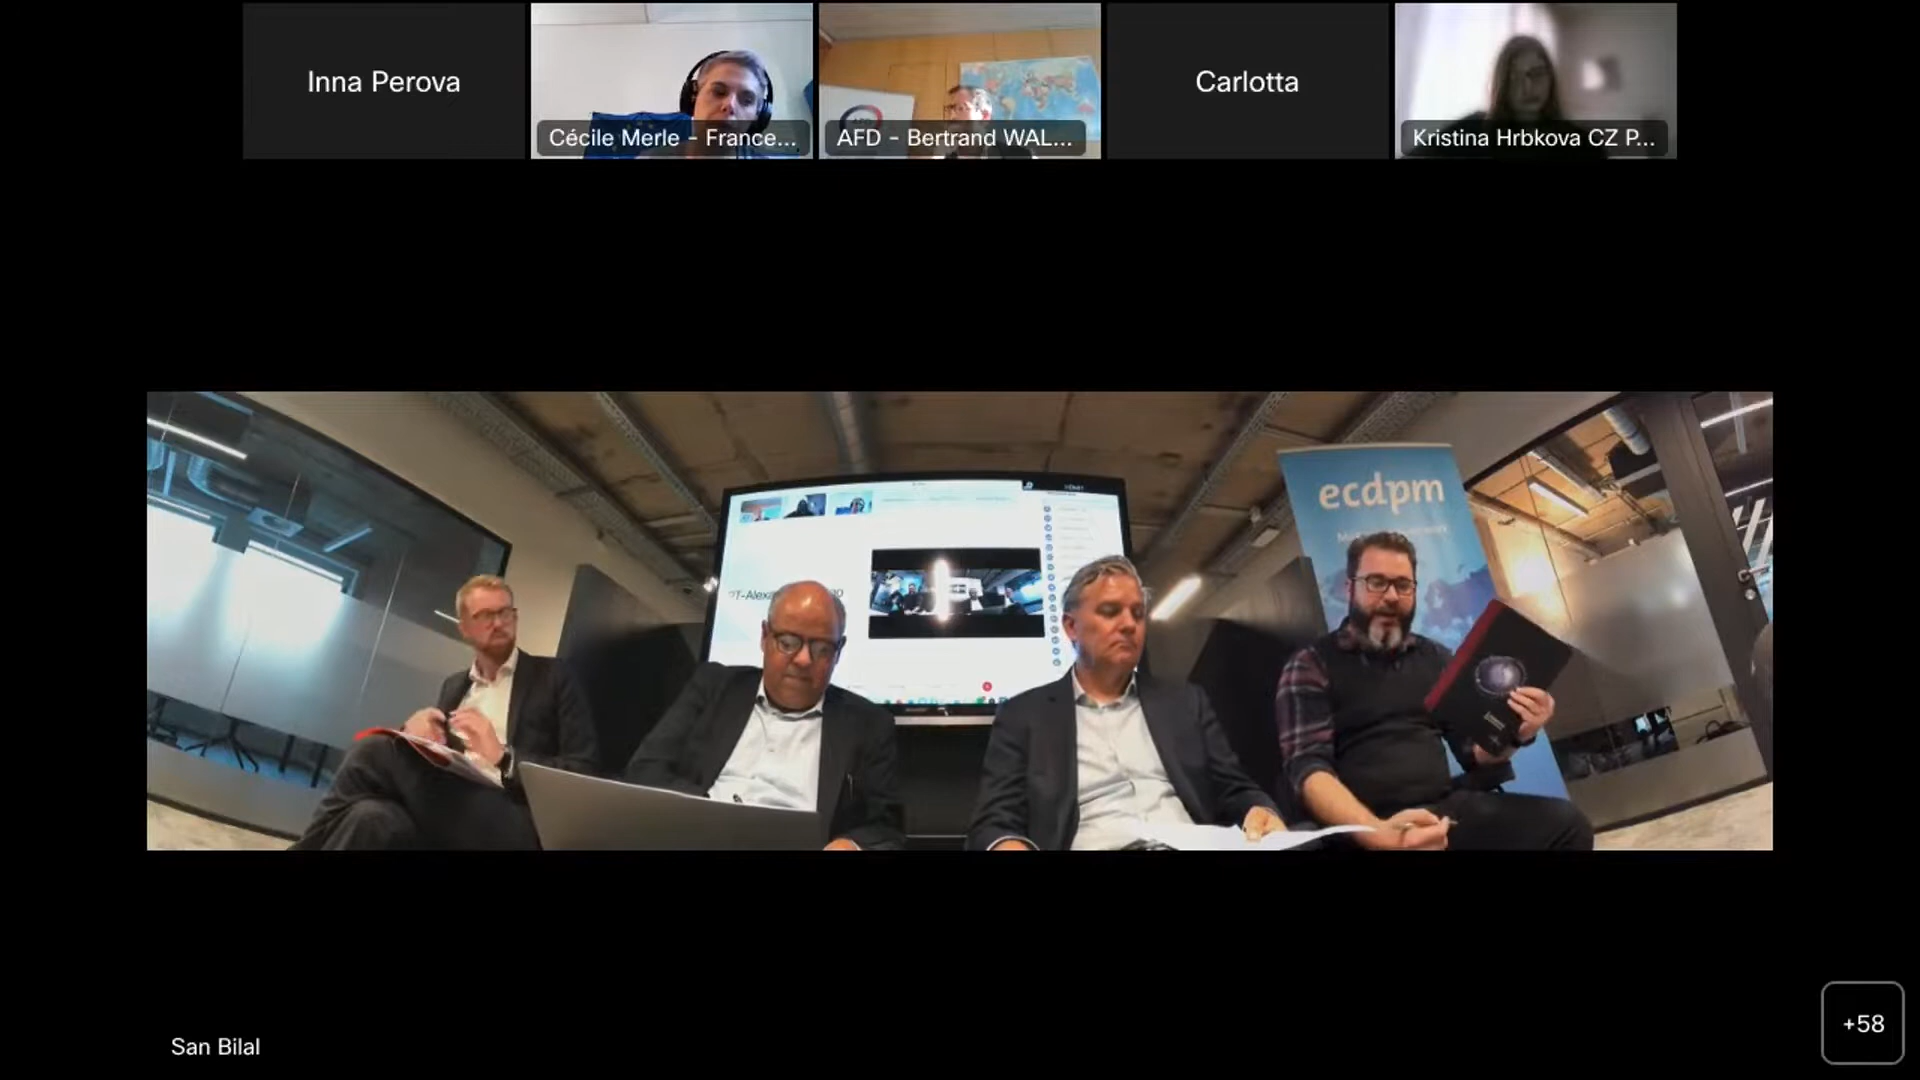 Inna Perova
Cécile Merle - France...
AFD - Bertrand WAL...
Carlotta
Kristina Hrbkova CZ P...
ecdpm
San Bilal
+58